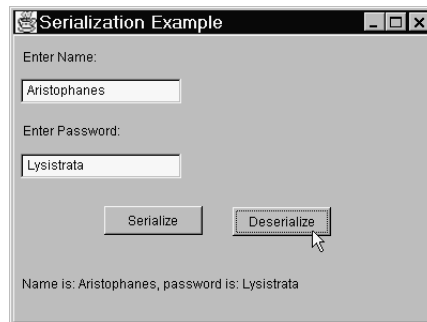 Serialization Example
Enter Name:
Aristophanes
Enter Password:
Lysistrata
Serialize Deserialize
Name is: Aristophanes, password is: Lysistrata